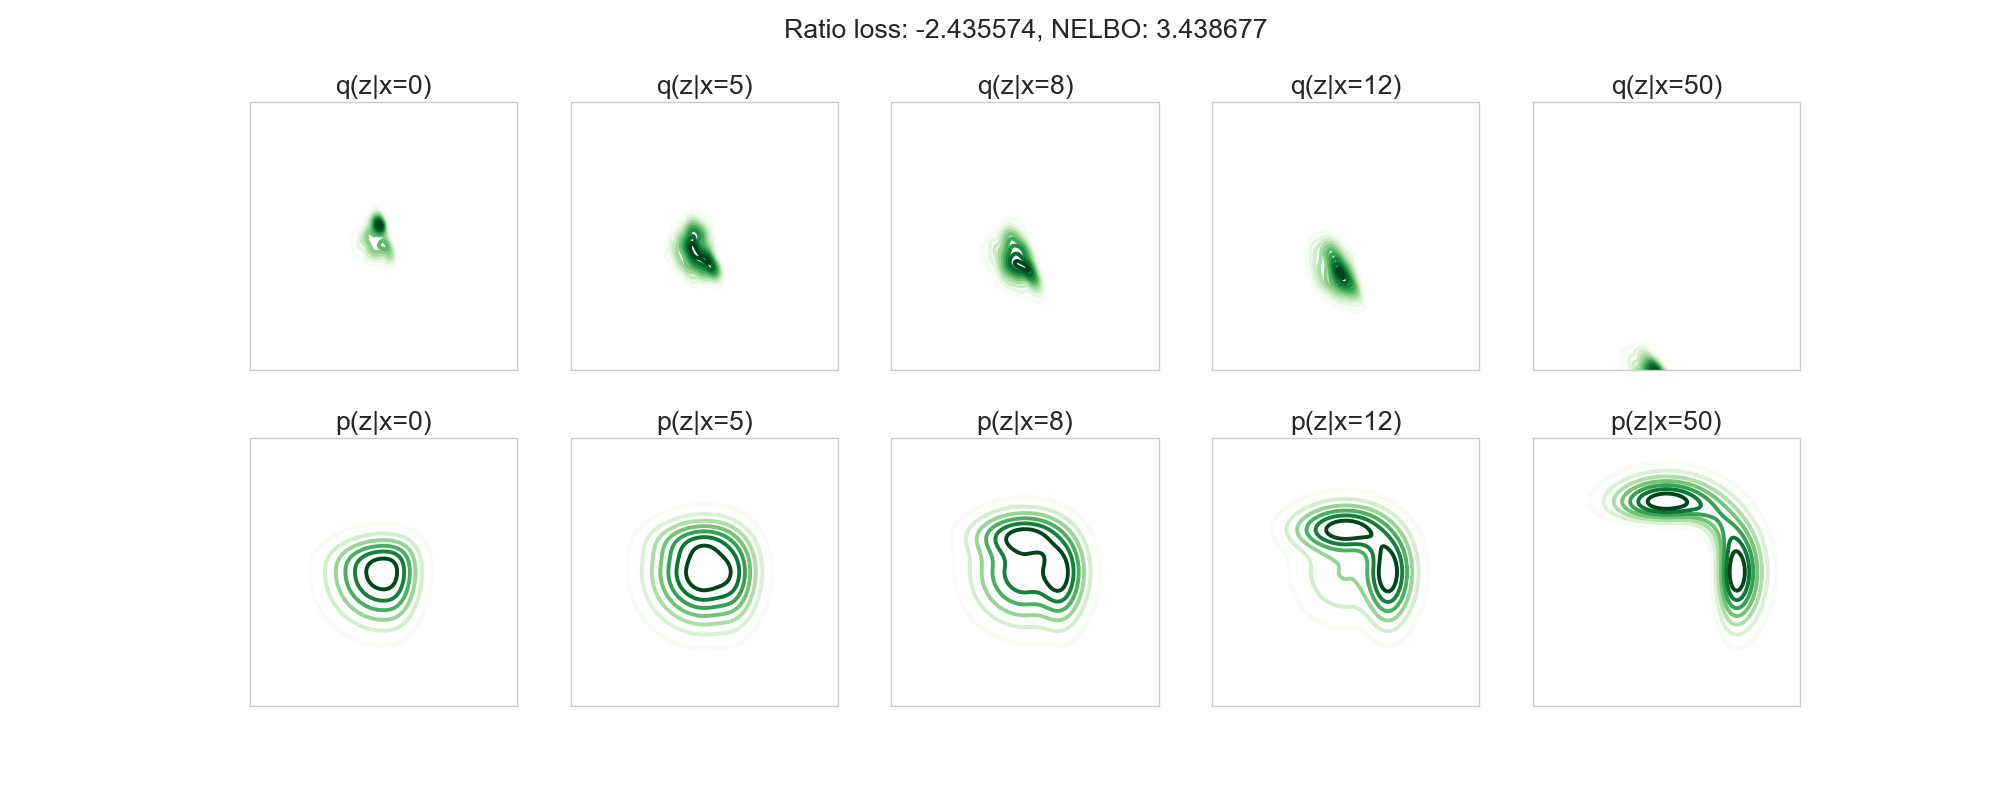 Ratio loss: -2.435574, NELBO: 3.438677
q(z|x=0) q(z|x=5) q(z|x=8) q(z|x=12) q(z|x=50)
p(z|x=0) p(z|x=5) p(z|x=8) p(z|x=12) p(z|x=50)